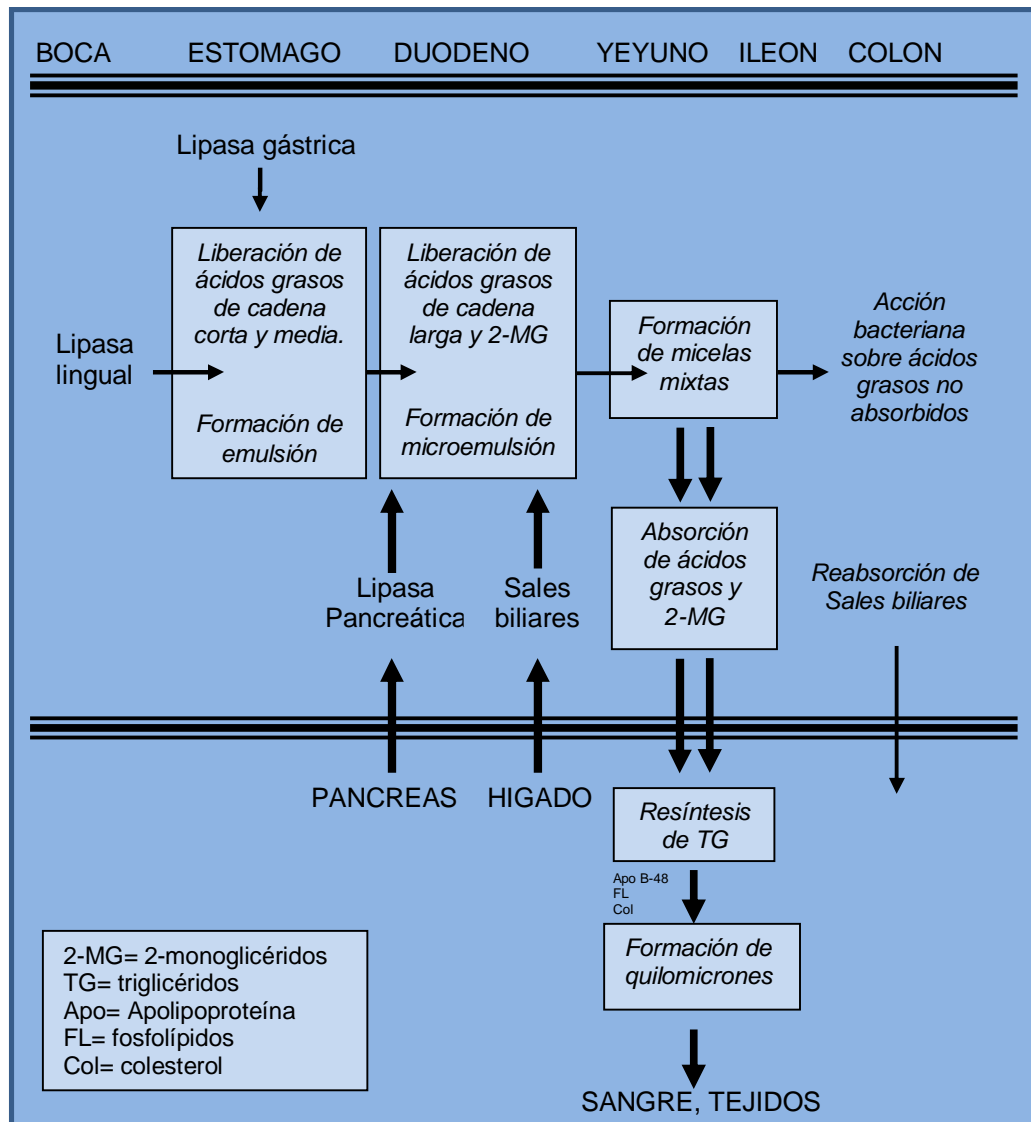 BOCA ESTOMAGO DUODENO YEYUNO ILEON COLON
Lipasa gástrica
Lipasa
lingual
Liberación de
ácidos grasos
de cadena
corta y media.
Formación de
emulsión
Liberación de
ácidos grasos
de cadena
larga y 2-MG
Formación de
microemulsión
Formación
de micelas
mixtas
Acción
bacteriana
sobre ácidos
grasos no
absorbidos
Lipasa
Pancreática
Sales
biliares
Absorción
de ácidos
grasos y
2-MG
Reabsorción de
Sales biliares
PANCREAS HIGADO
Resíntesis
de TG
Apo B-48
FL
Col
Formación de
quilomicrones
SANGRE, TEJIDOS
2-MG= 2-monoglicéridos
TG= triglicéridos
Apo= Apolipoproteína
FL= fosfolípidos
Col= colesterol